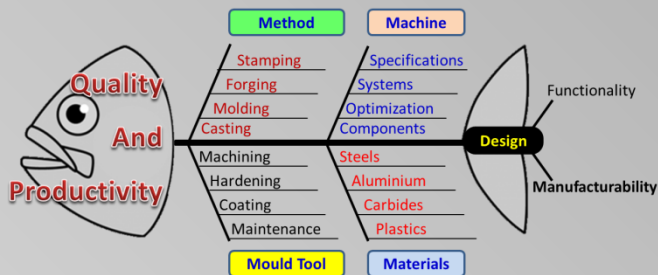 Method
Machine
Stamping
Forging
Molding
Casting
Specifications
Systems
Optimization
Components
Quality
And
Productivity
Design
Functionality
Manufacturability
Machining
Hardening
Coating
Maintenance
Steels
Aluminium
Carbides
Plastics
Mould Tool
Materials